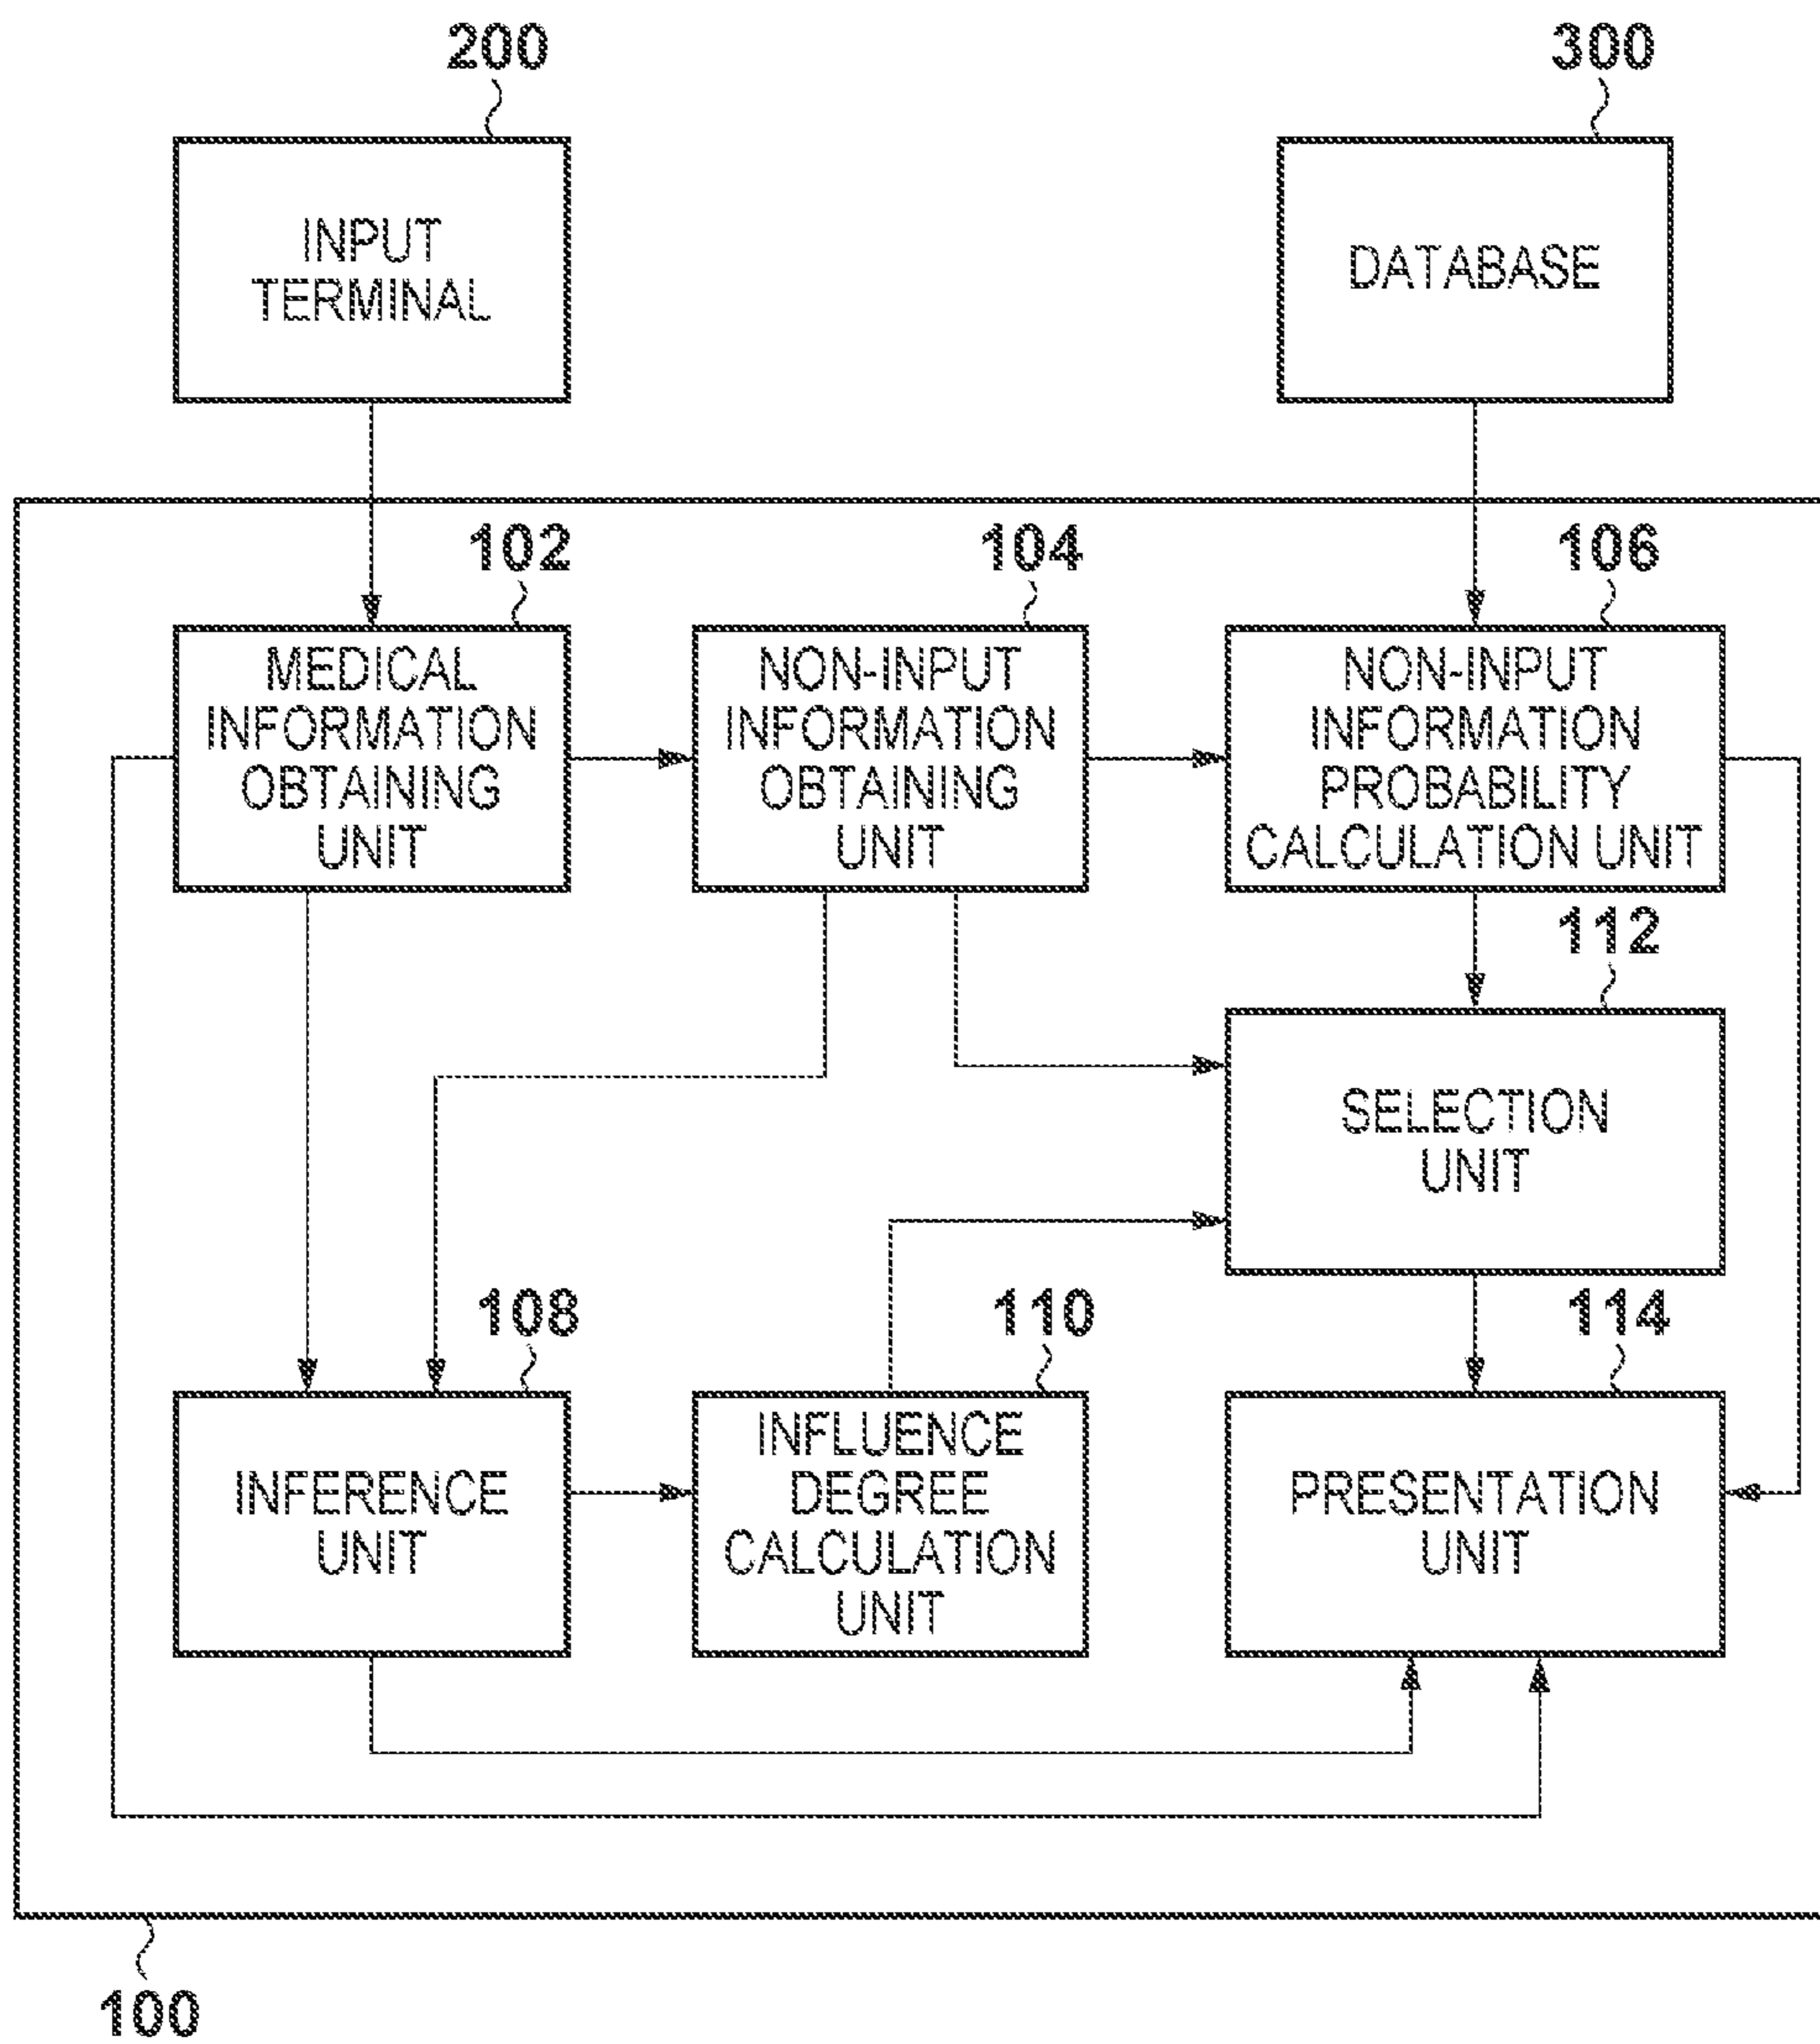 200
300
INPUT
TERMINAL
DATABASE
102
104
106
MEDICAL
INFORMATION
OBTAINING
UNIT
NON-INPUT
INFORMATION
OBTAINING
UNIT
NON-INPUT
INFORMATION
PROBABILITY
CALCULATION UNIT
112
SELECTION
UNIT
108
110
114
INFERENCE
UNIT
INFLUENCE
DEGREE
CALCULATION
UNIT
PRESENTATION
UNIT
100